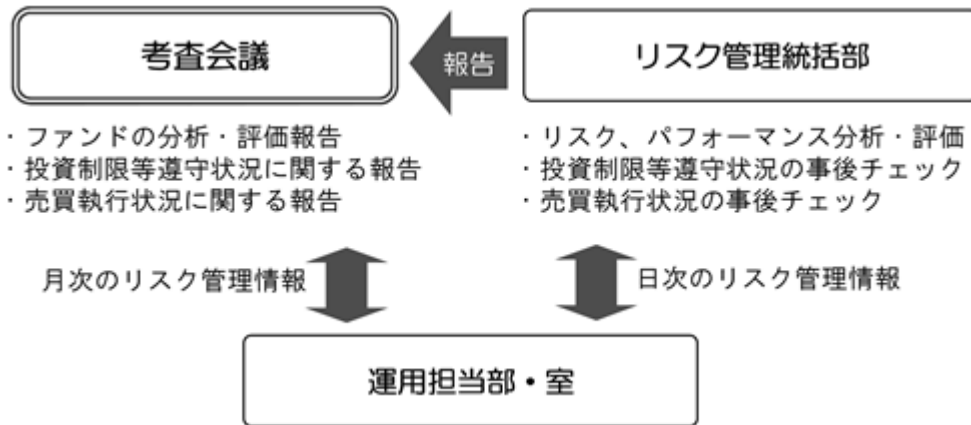 考査会議
報告
リスク管理統括部
・ファンドの分析・評価報告
・投資制限等遵守状況に関する報告
・売買執行状況に関する報告
・リスク、パフォーマンス分析・評価
・投資制限等遵守状況の事後チェック
・売買執行状況の事後チェック
月次のリスク管理情報
日次のリスク管理情報
運用担当部・室